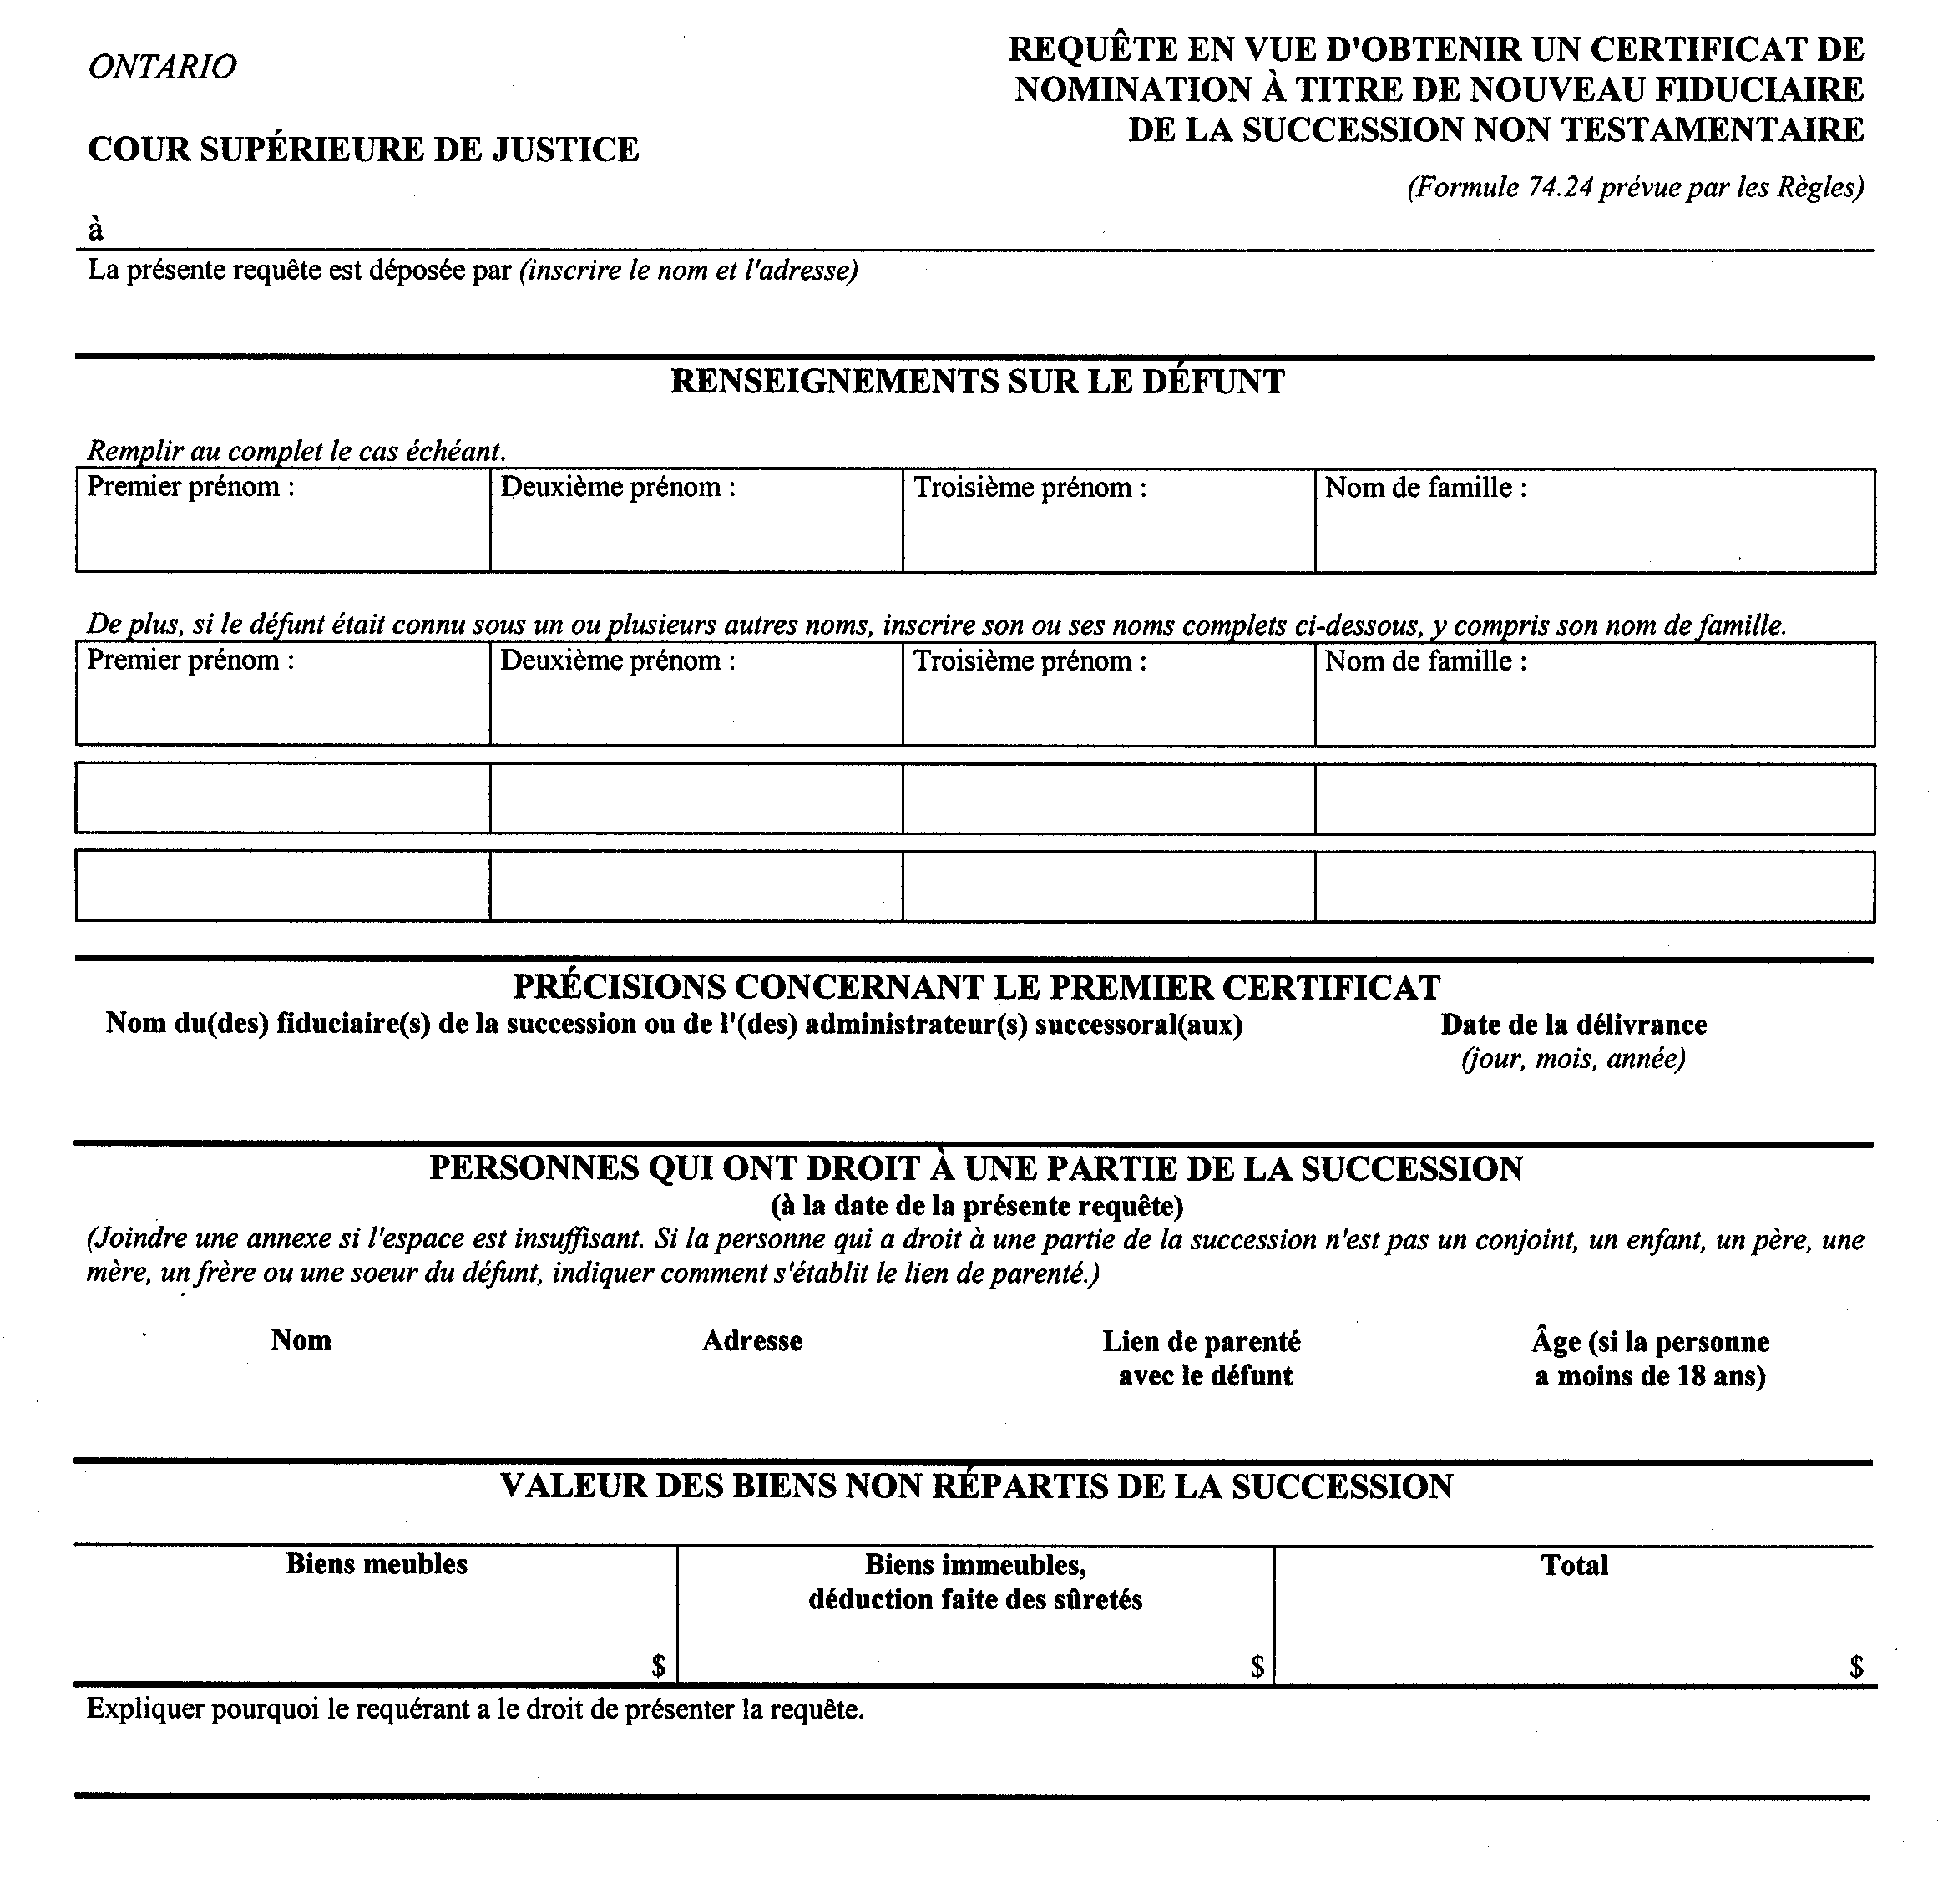 ONTARIO
REQUÊTE EN VUE D'OBTENIR UN CERTIFICAT DE
NOMINATION À TITRE DE NOUVEAU FIDUCIAIRE
DE LA SUCCESSION NON TESTAMENTAIRE
COUR SUPÉRIEURE DE JUSTICE
(Formule 74.24 prévue par les Règles)
à
La présente requête est déposée par (inscrire le nom et l'adresse)
RENSEIGNEMENTS SUR LE DÉFUNT
Remplir au complet le cas échéant.
Premier prénom : Deuxième prénom : Troisième prénom : Nom de famille :
De plus, si le défunt était connu sous un ou plusieurs autres noms, inscrire son ou ses noms complets ci-dessous, y compris son nom de famille.
Premier prénom : Deuxième prénom : Troisième prénom : Nom de famille :
PRÉCISIONS CONCERNANT LE PREMIER CERTIFICAT
Nom du(des) fiduciaire(s) de la succession ou de l'(des) administrateur(s) successoral(aux) Date de la délivrance
(jour, mois, année)
PERSONNES QUI ONT DROIT À UNE PARTIE DE LA SUCCESSION
(à la date de la présente requête)
(Joindre une annexe si l'espace est insuffisant. Si la personne qui a droit à une partie de la succession n'est pas un conjoint, un enfant, un père, une
mère, un frère ou une soeur du défunt, indiquer comment s'établit le lien de parenté.)
Nom Adresse Lien de parenté Âge (si la personne
avec le défunt a moins de 18 ans)
VALEUR DES BIENS NON RÉPARTIS DE LA SUCCESSION
Biens meubles Biens immeubles, Total
déduction faite des sûretés
$ $ $
Expliquer pourquoi le requérant a le droit de présenter la requête.